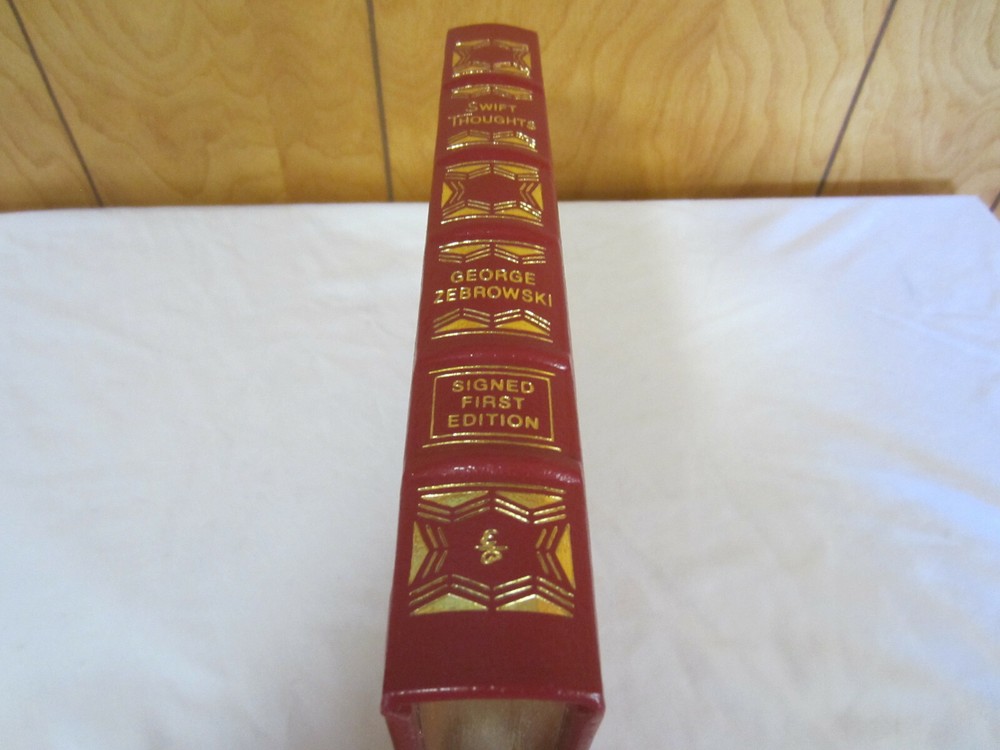 SWIFT
THOUGHTS
GEORGE
ZEBROWSKI
SIGNED
FIRST
EDITION